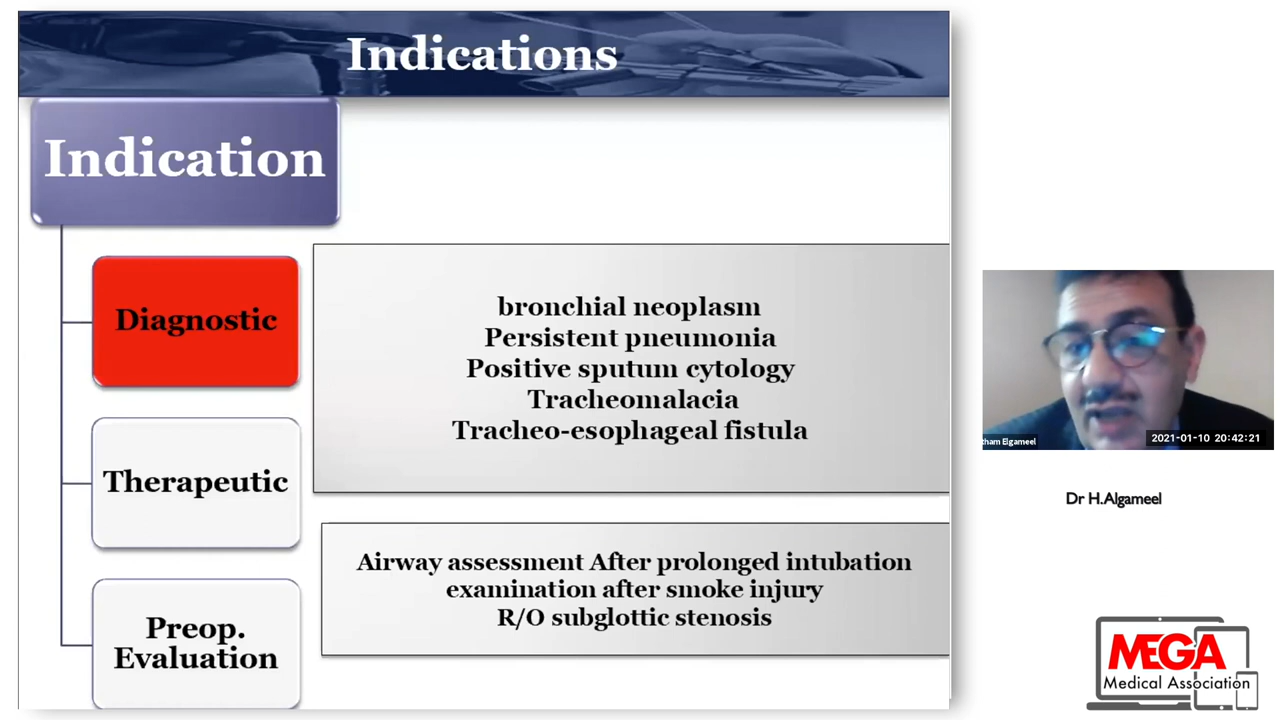 Indications
Indication
Diagnostic
bronchial neoplasm
Persistent pneumonia
Positive sputum cytology
Tracheomalacia
Tracheo-esophageal fistula
Therapeutic
Airway assessment After prolonged intubation
examination after smoke injury
R/O subglottic stenosis
Preop.
Evaluation
tham Elgameel
2021-01-10 20:42:21
Dr H.Algameel
MEGA
Medical Association